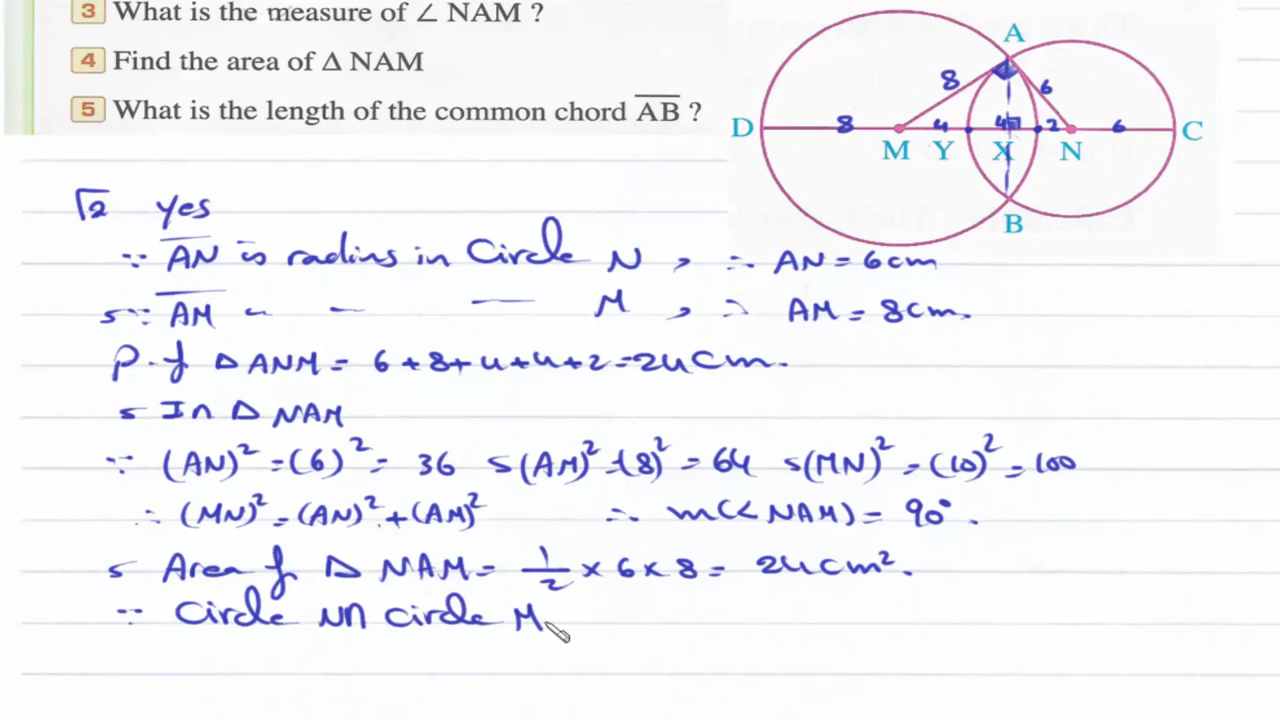 3 What is the measure of ∠ NAM ?
4 Find the area of Δ NAM
5 What is the length of the common chord AB ?
A
8
6
D
8
4
4
2
6
C
M
Y
X
N
B
√2 yes
∵ AN is radius in Circle N , ∴ AN = 6cm
, ∵ AM " – — M , ∴ AM = 8cm.
P. of Δ ANM = 6 + 8 + 4 + 4 + 2 = 24 Cm.
, In Δ NAM
∵ (AN)² = (6)² = 36 , (AM)² = (8)² = 64 , (MN)² = (10)² = 100
∴ (MN)² = (AN)² + (AM)² ∴ m(< NAM) = 90°.
, Area of Δ NAM = 1/2 × 6 × 8 = 24 cm².
∵ Circle N ∩ circle M